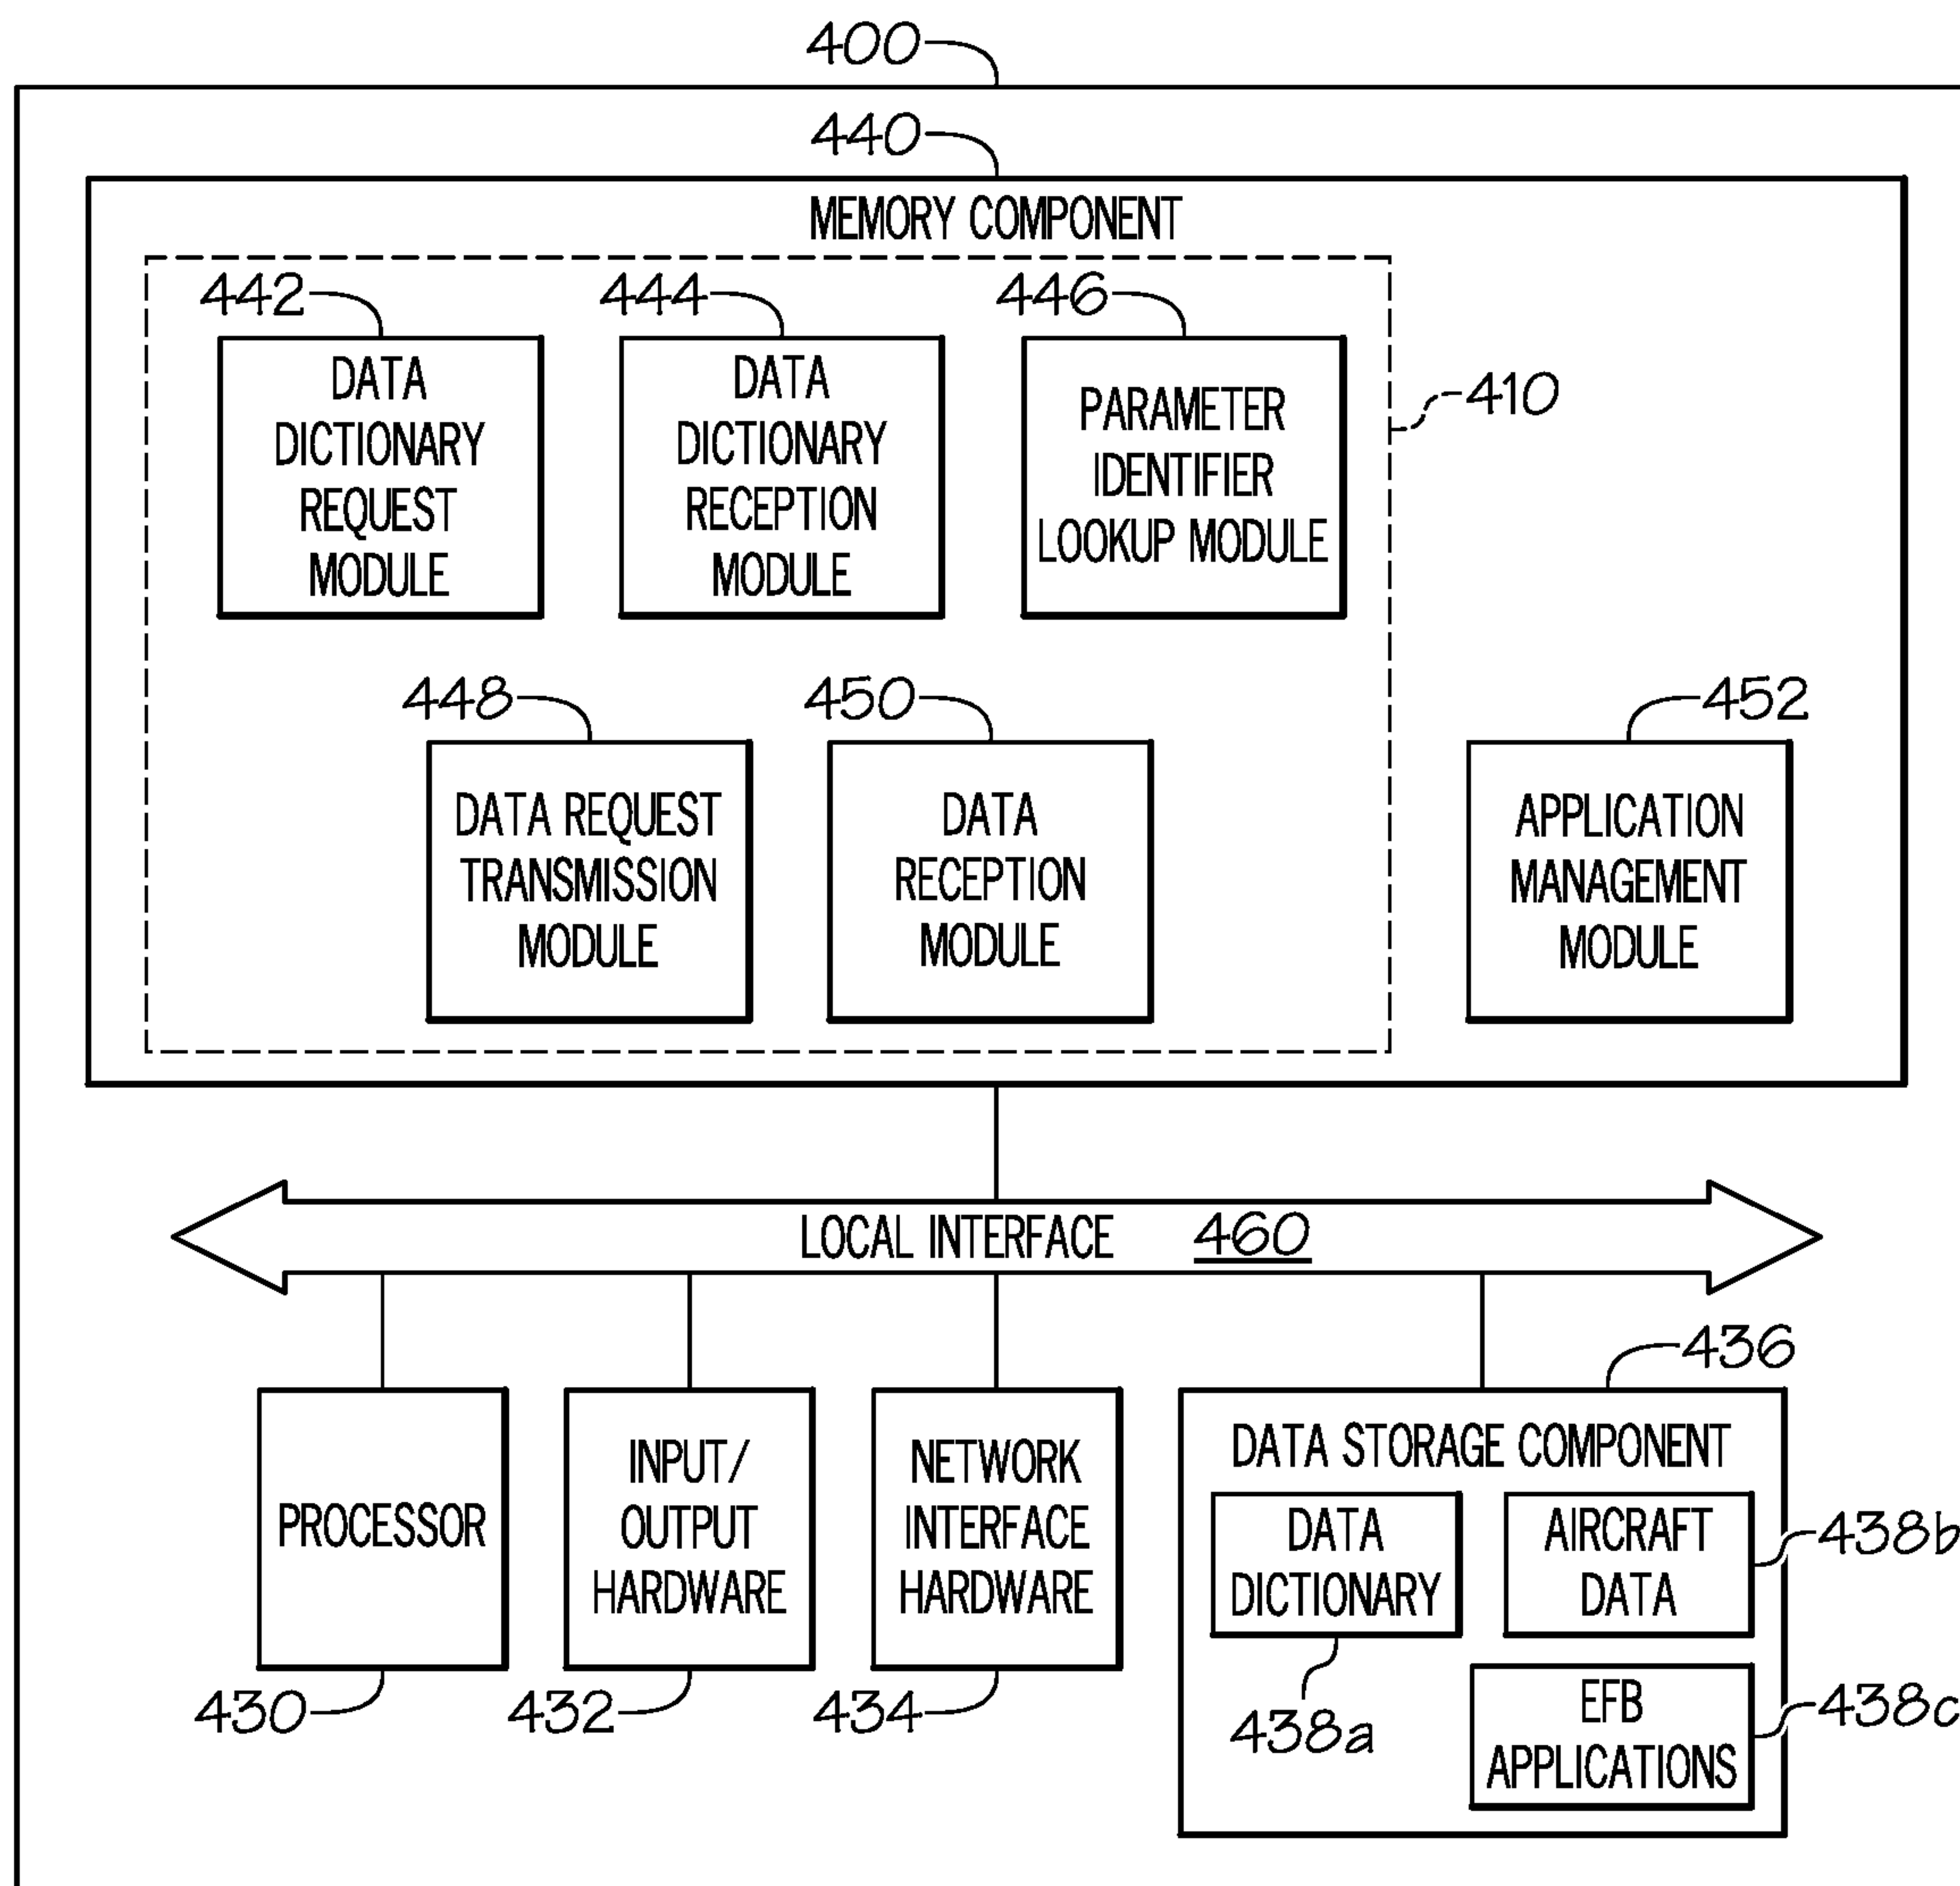 400
440
MEMORY COMPONENT
442
DATA
DICTIONARY
REQUEST
MODULE
444
DATA
DICTIONARY
RECEPTION
MODULE
446
PARAMETER
IDENTIFIER
LOOKUP MODULE
410
448
DATA REQUEST
TRANSMISSION
MODULE
450
DATA
RECEPTION
MODULE
452
APPLICATION
MANAGEMENT
MODULE
LOCAL INTERFACE 460
PROCESSOR
430
INPUT/
OUTPUT
HARDWARE
432
NETWORK
INTERFACE
HARDWARE
434
436
DATA STORAGE COMPONENT
DATA
DICTIONARY
438a
AIRCRAFT
DATA
438b
EFB
APPLICATIONS
438c